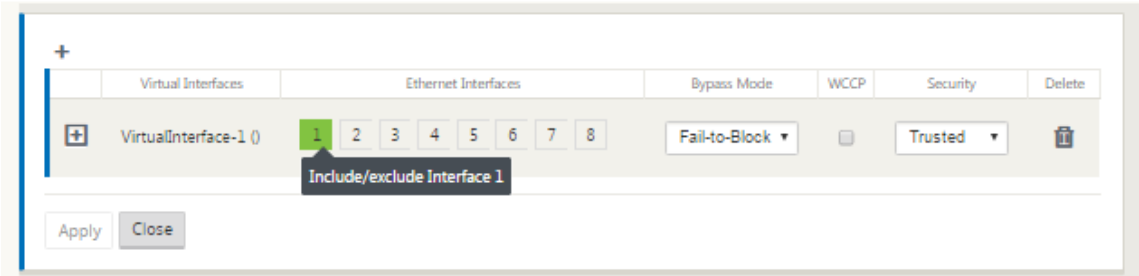 +
Virtual Interfaces Ethernet Interfaces Bypass Mode WCCP Security Delete
VirtualInterface-1 () 1 2 3 4 5 6 7 8 Fail-to-Block Trusted
Include/exclude Interface 1
Apply Close